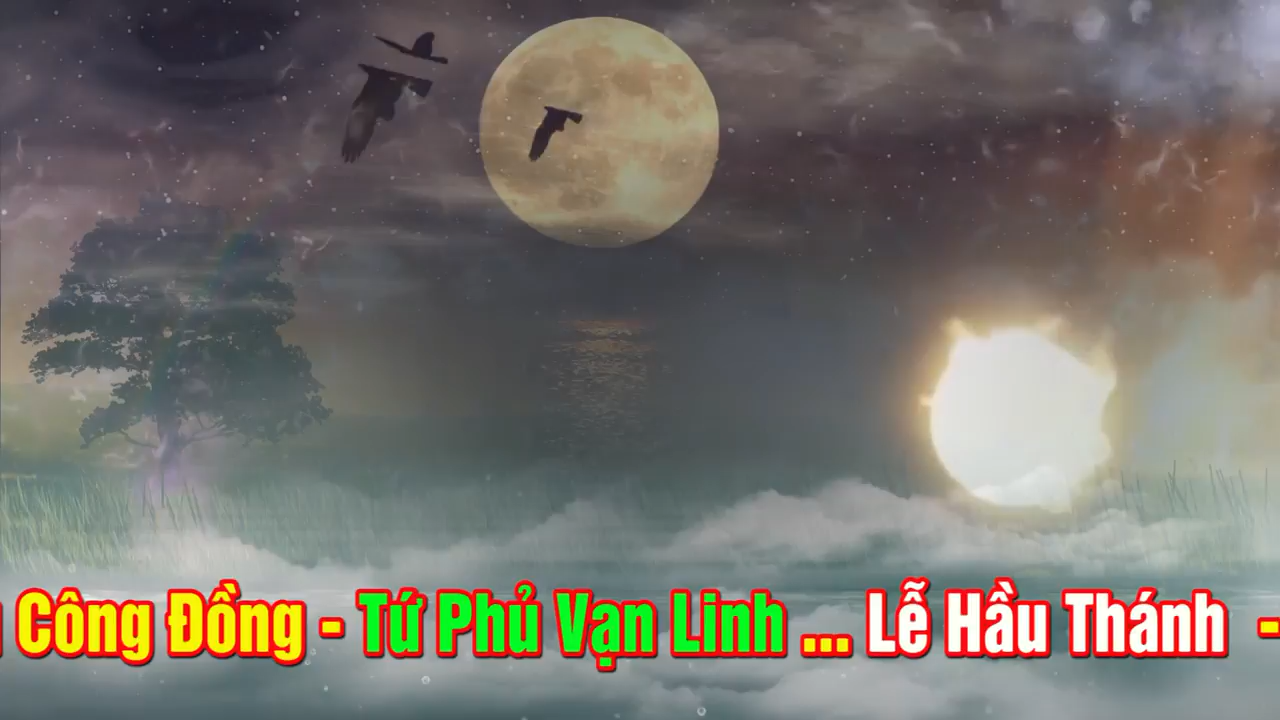 Công Đồng - Tứ Phủ Vạn Linh ... Lễ Hầu Thánh -